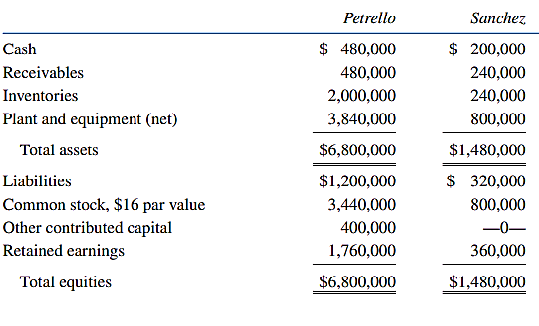 Petrello Sanchez
Cash $ 480,000 $ 200,000
Receivables 480,000 240,000
Inventories 2,000,000 240,000
Plant and equipment (net) 3,840,000 800,000
Total assets $6,800,000 $1,480,000
Liabilities $1,200,000 $ 320,000
Common stock, $16 par value 3,440,000 800,000
Other contributed capital 400,000 —0—
Retained earnings 1,760,000 360,000
Total equities $6,800,000 $1,480,000